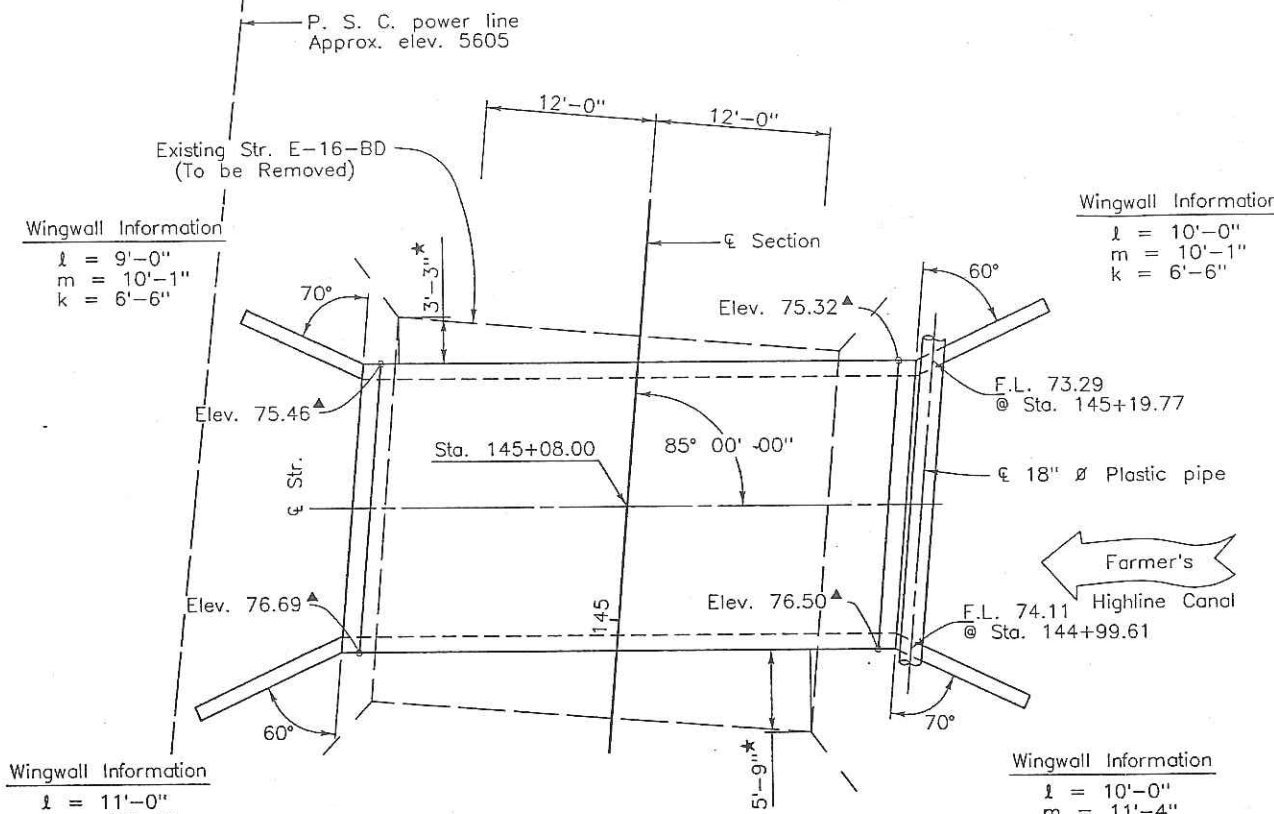 P. S. C. power line
Approx. elev. 5605
12'-0"
12'-0"
Existing Str. E-16-BD
(To be Removed)
Wingwall Information
ℓ = 9'-0"
m = 10'-1"
k = 6'-6"
Wingwall Information
ℓ = 10'-0"
m = 10'-1"
k = 6'-6"
℄ Section
3'-3"★
70°
60°
Elev. 75.32▲
F.L. 73.29
@ Sta. 145+19.77
Elev. 75.46▲
Sta. 145+08.00
85° 00' -00"
℄ 18" Ø Plastic pipe
℄ Str.
Farmer's
Highline Canal
Elev. 76.69▲
145
Elev. 76.50▲
F.L. 74.11
@ Sta. 144+99.61
60°
70°
5'-9"★
Wingwall Information
ℓ = 11'-0"
Wingwall Information
ℓ = 10'-0"
m = 11'-4"